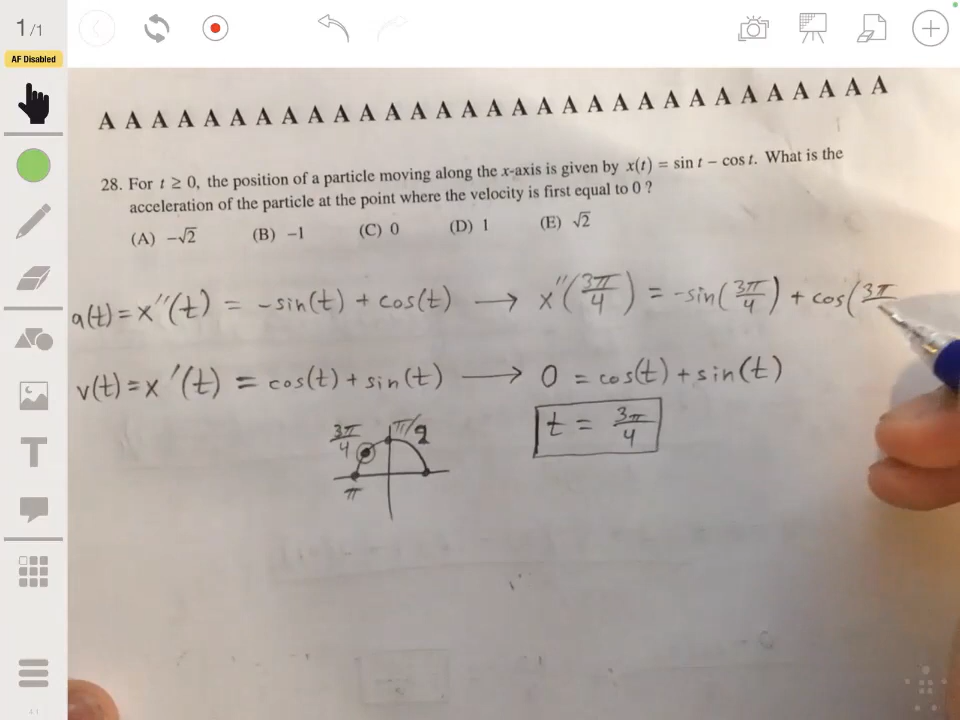 1/1
AF Disabled
A A A A A A A A A A A A A A A A A A A A A A A A A A A A A A A
28. For t ≥ 0, the position of a particle moving along the x-axis is given by x(t) = sin t − cos t. What is the
acceleration of the particle at the point where the velocity is first equal to 0 ?
(A) −√2 (B) −1 (C) 0 (D) 1 (E) √2
a(t) = x''(t) = -sin(t) + cos(t) → x''(3π/4) = -sin(3π/4) + cos(3π
v(t) = x'(t) = cos(t) + sin(t) → 0 = cos(t) + sin(t)
t = 3π/4
3π/4 π/2
π
T